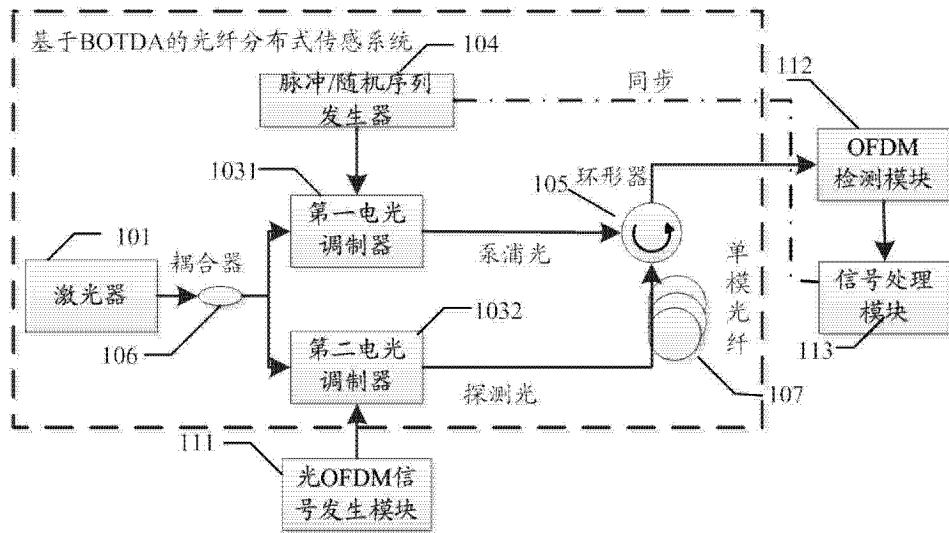 基于BOTDA的光纤分布式传感系统
104
脉冲/随机序列
发生器
同步
112
OFDM
检测模块
1031
第一电光
调制器
105
环形器
泵浦光
单模光纤
101
激光器
耦合器
106
1032
第二电光
调制器
探测光
107
信号处理
模块
113
111
光OFDM信
号发生模块